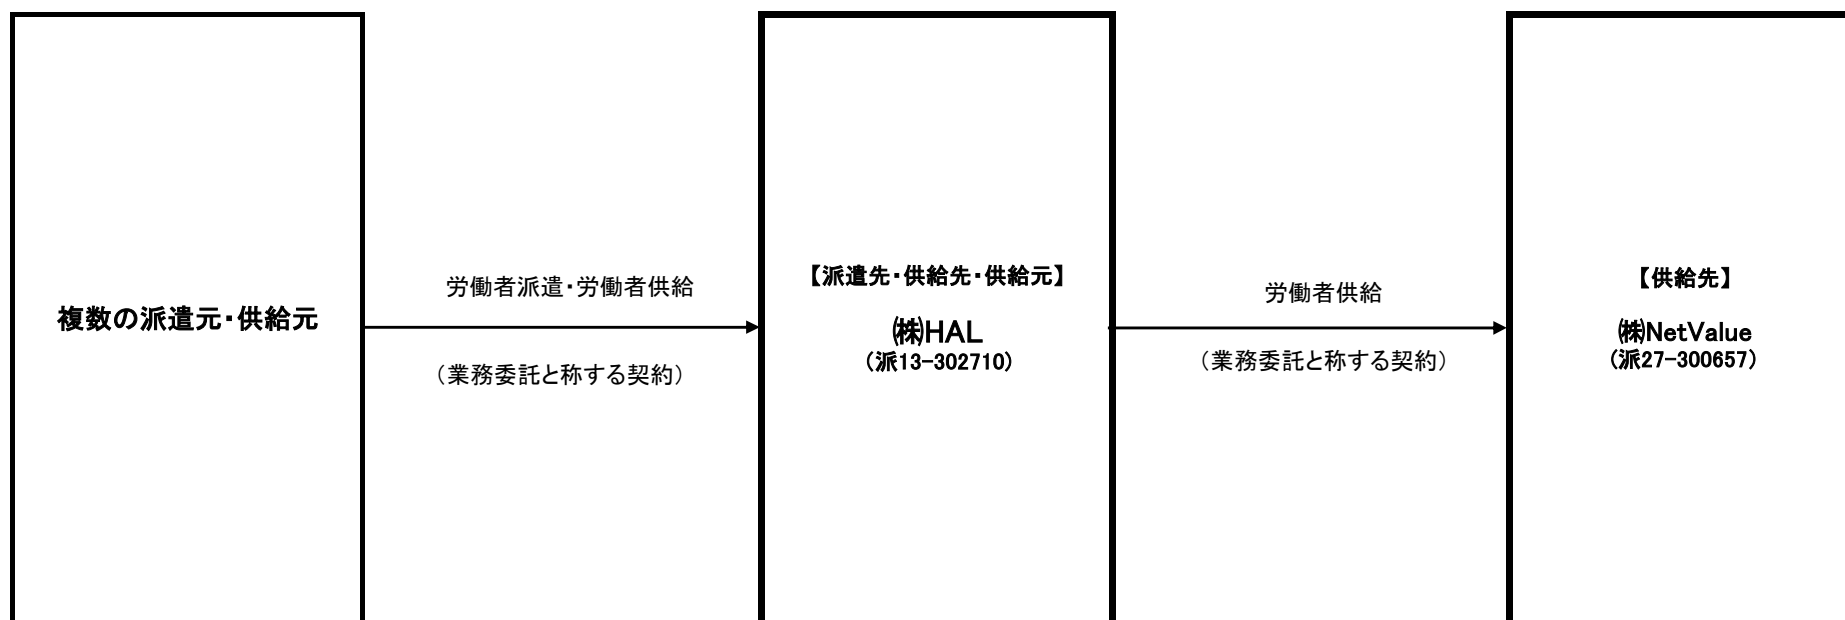 複数の派遣元・供給元
労働者派遣・労働者供給
（業務委託と称する契約）
【派遣先・供給先・供給元】
㈱HAL
（派13-302710）
労働者供給
（業務委託と称する契約）
【供給先】
㈱NetValue
（派27-300657）